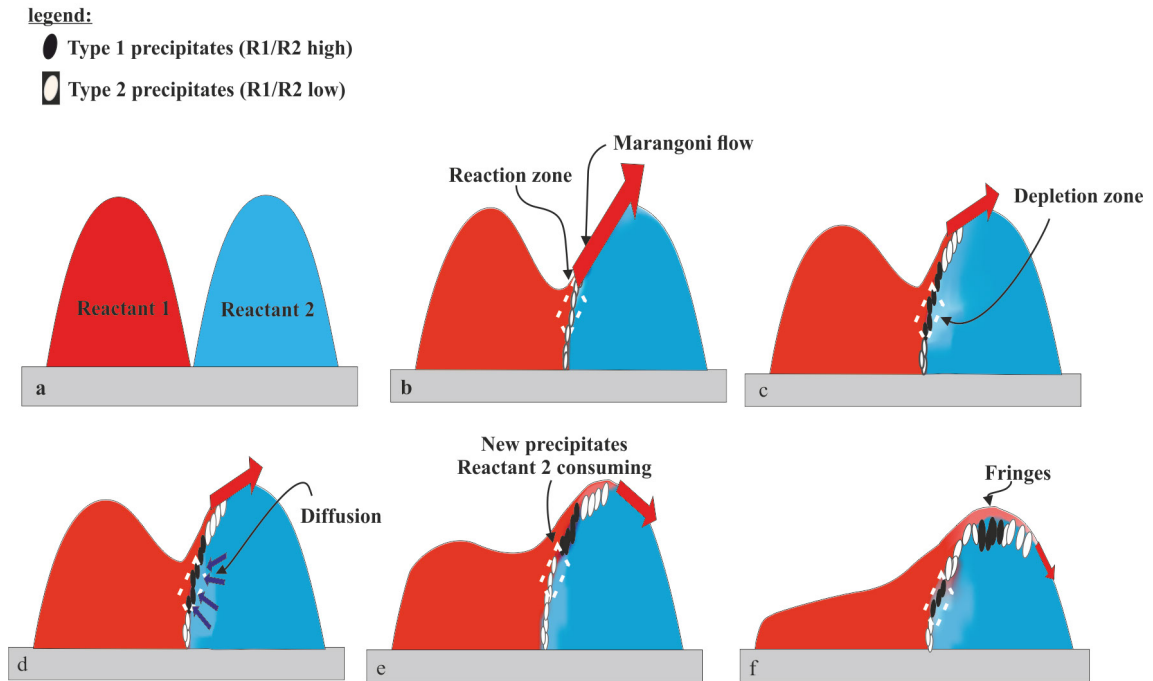 legend:
Type 1 precipitates (R1/R2 high)
Type 2 precipitates (R1/R2 low)
Marangoni flow
Reaction zone
Depletion zone
Reactant 1
Reactant 2
a
b
c
New precipitates
Reactant 2 consuming
Fringes
Diffusion
d
e
f